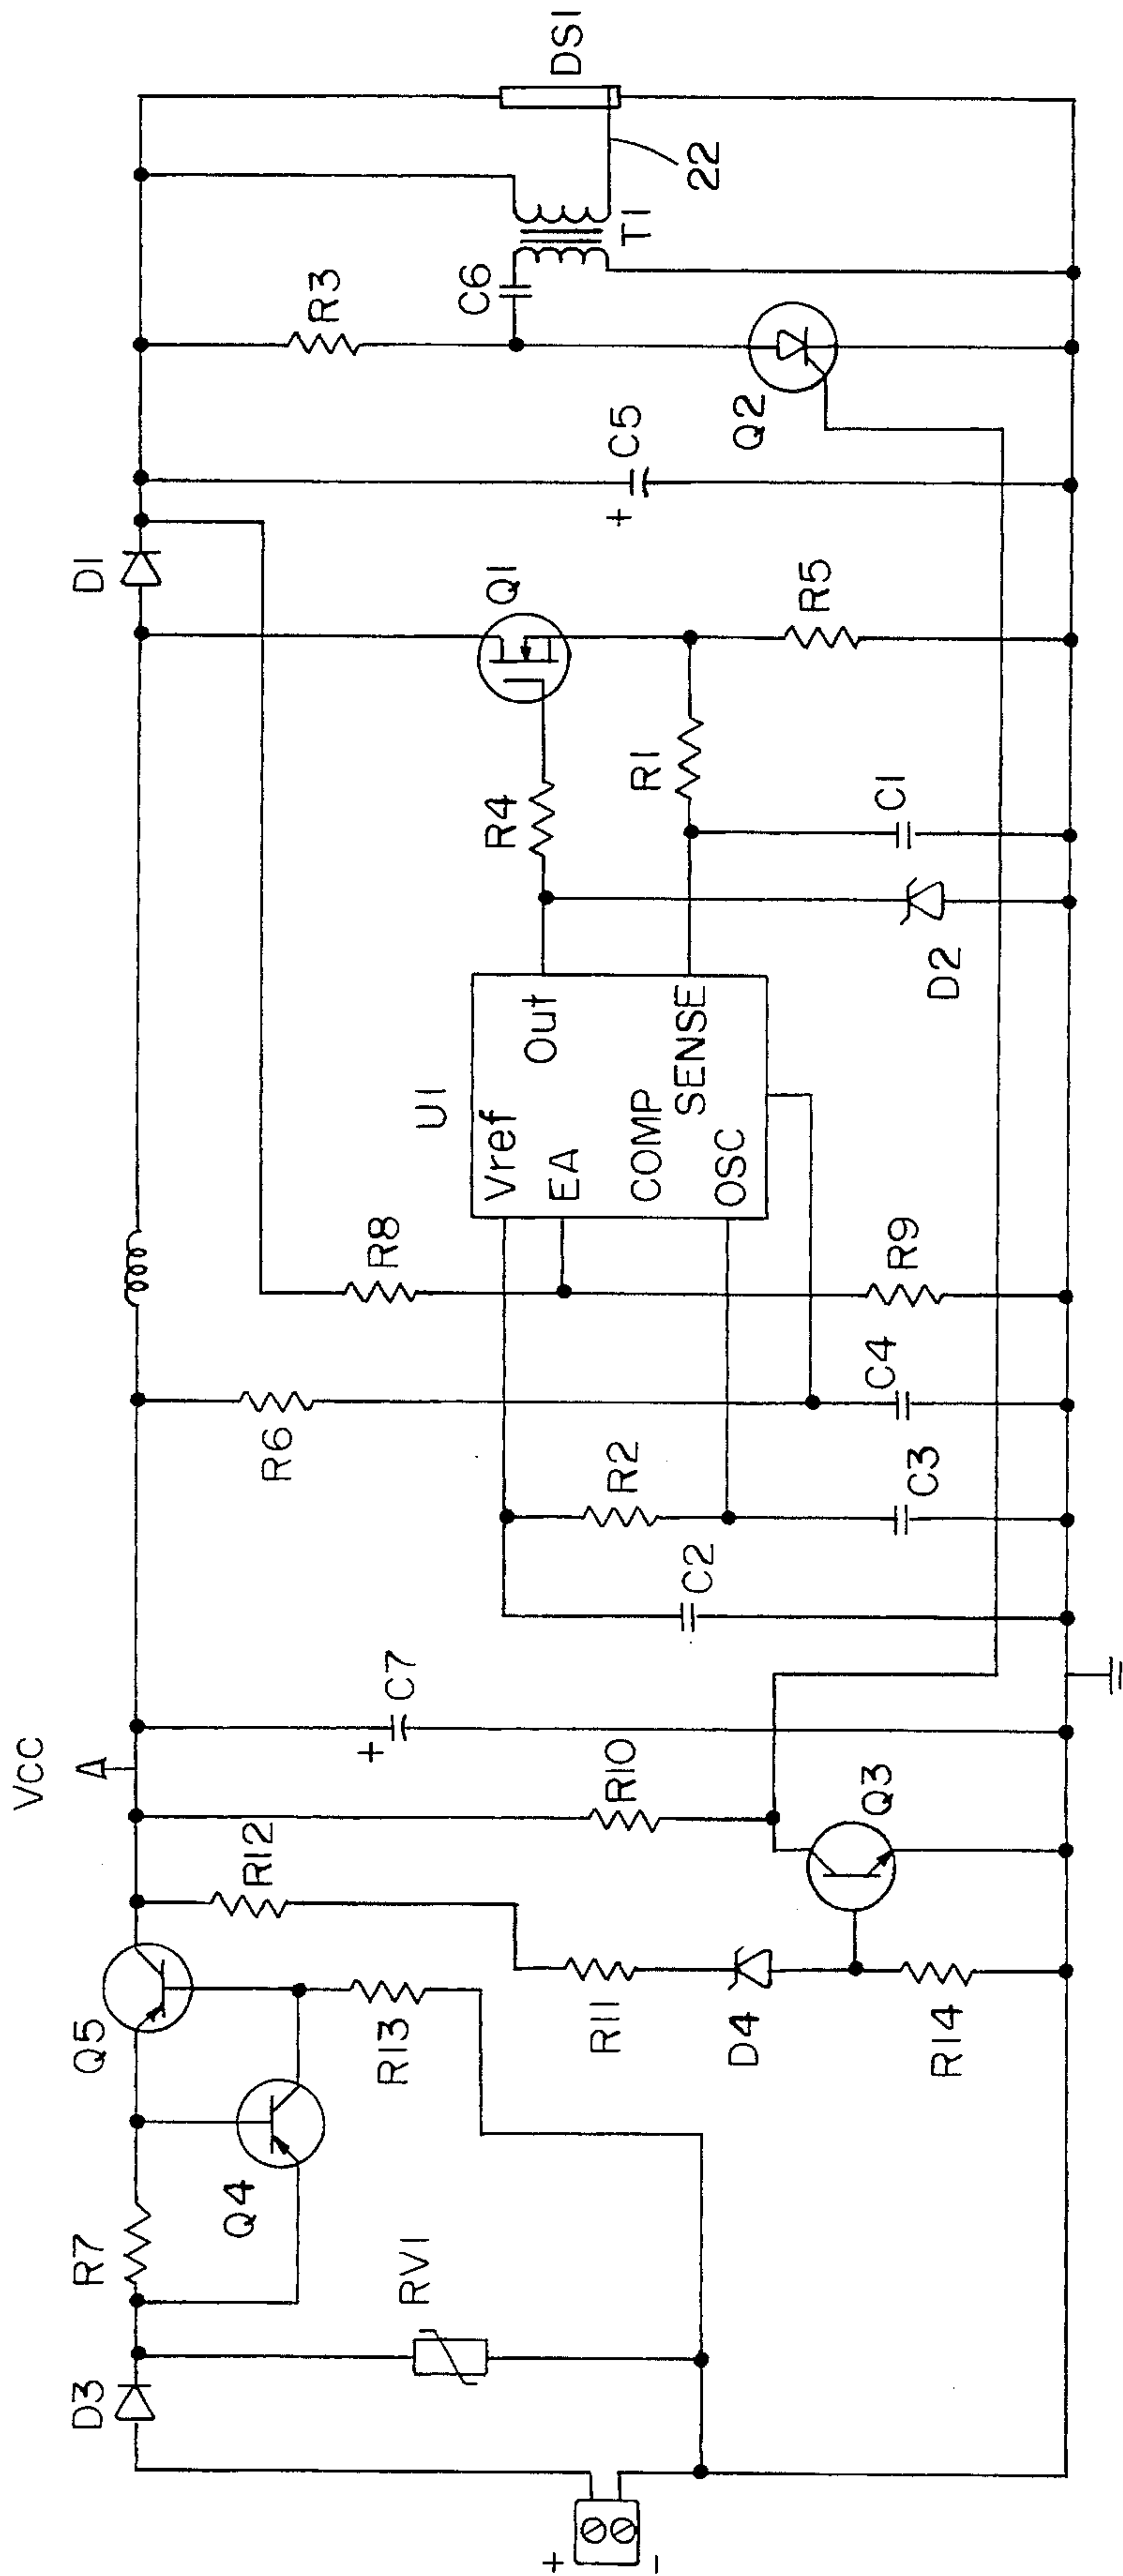 VCC
D3
R7
Q4
Q5
RV1
R13
R12
R11
D4
R14
Q3
R10
+
C7
C2
R2
C3
R6
C4
R8
R9
U1
Vref
EA
COMP
OSC
Out
SENSE
D2
R4
R1
C1
Q1
R5
D1
+
C5
Q2
R3
C6
T1
22
DS1
+
-